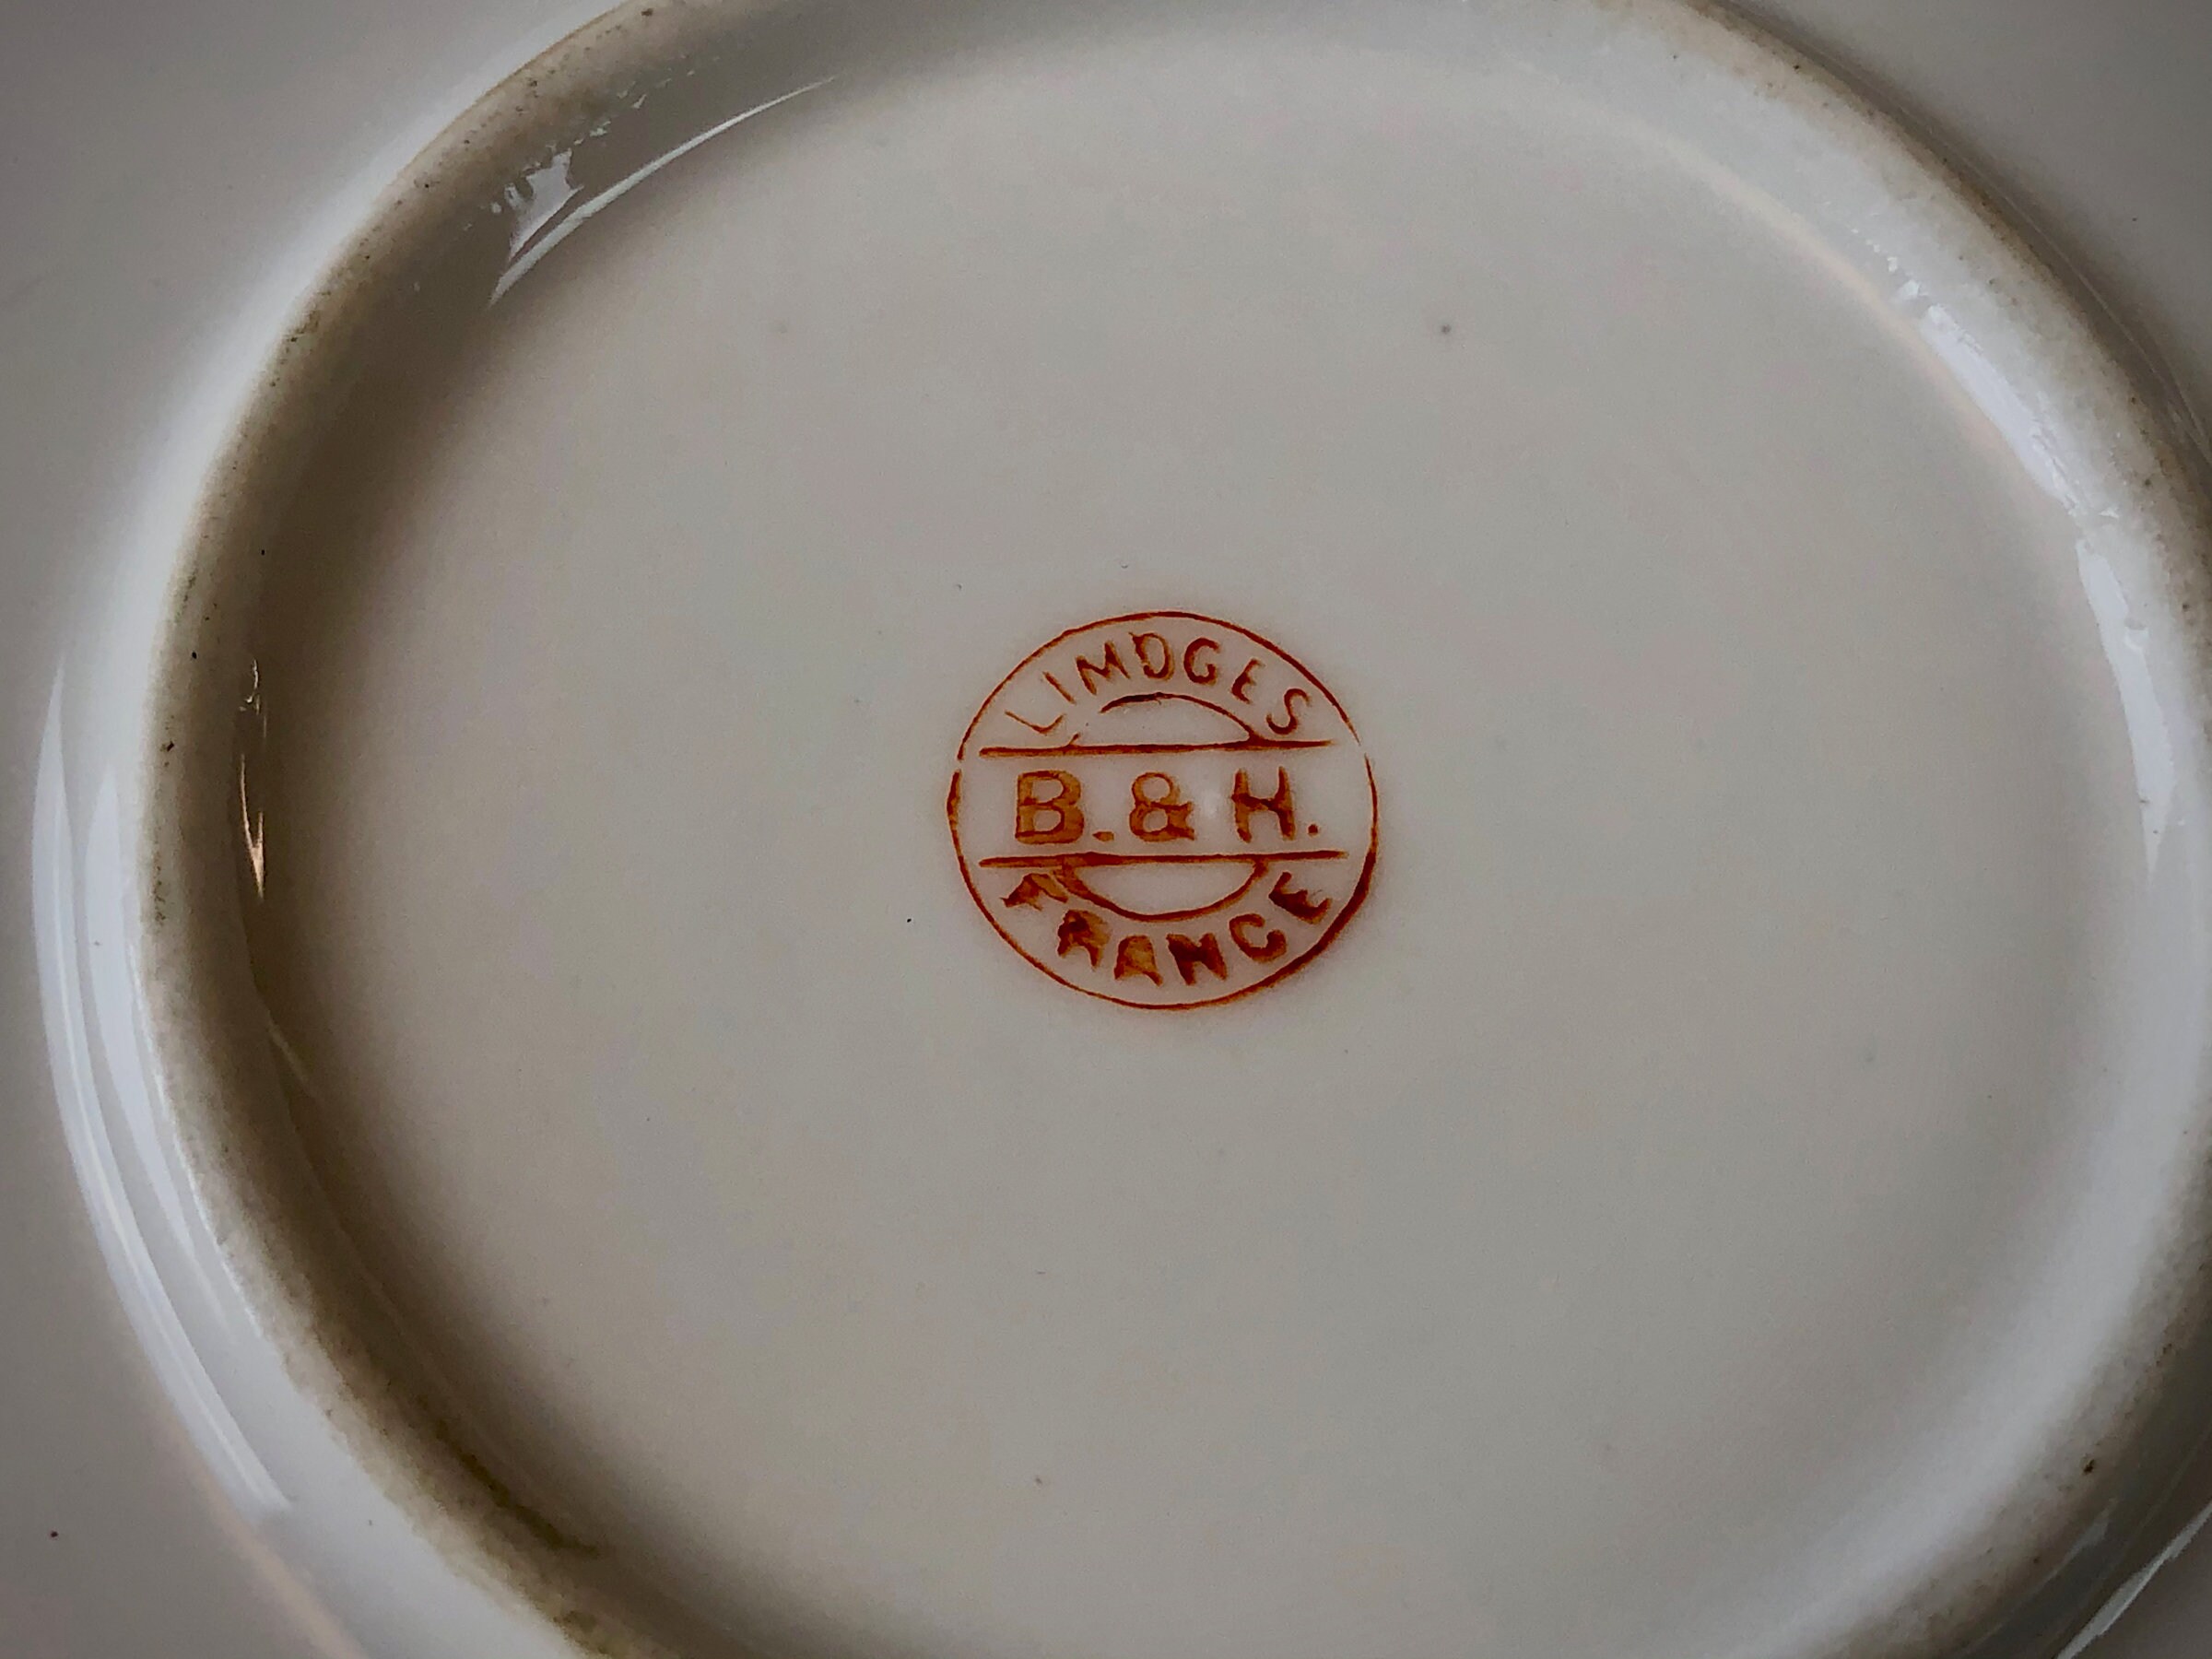 LIMOGES
B. & H.
FRANCE